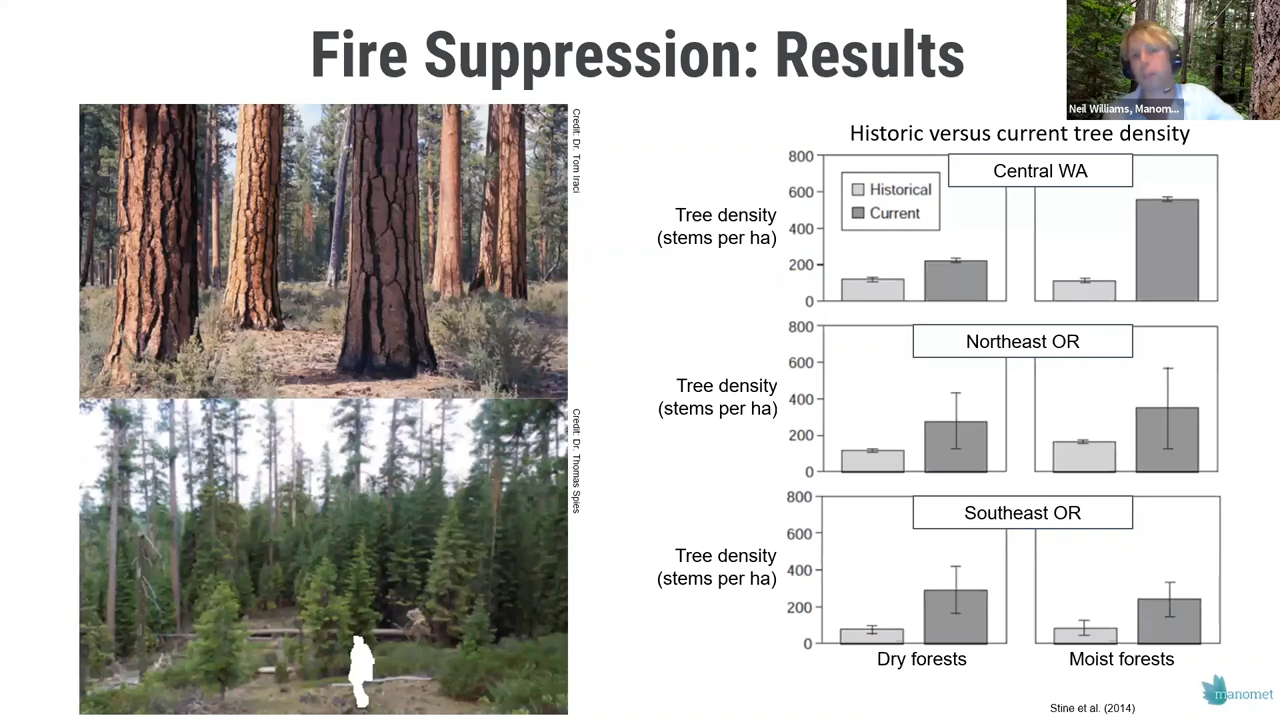 Fire Suppression: Results
Neil Williams, Manom...
Credit: Dr. Tom Iraci
Credit: Dr. Thomas Spies
Historic versus current tree density
Central WA
Historical
Current
Tree density
(stems per ha)
800
600
400
200
0
Northeast OR
Tree density
(stems per ha)
800
600
400
200
0
Southeast OR
Tree density
(stems per ha)
800
600
400
200
0
Dry forests
Moist forests
Stine et al. (2014)
manomet